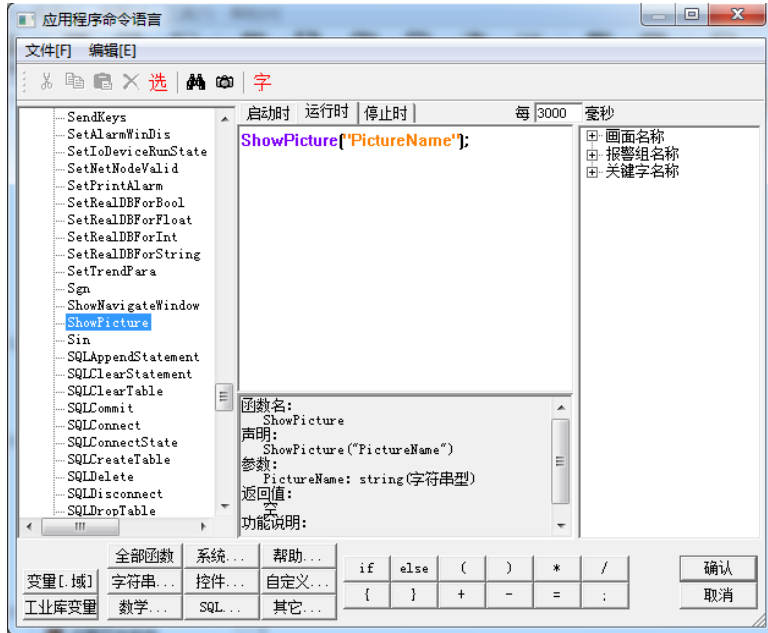 应用程序命令语言
文件[F] 编辑[E]
选 字
启动时 运行时 停止时 每 3000 毫秒
SendKeys
SetAlarmWinDis
SetIoDeviceRunState
SetNetNodeValid
SetPrintAlarm
SetRealDBForBool
SetRealDBForFloat
SetRealDBForInt
SetRealDBForString
SetTrendPara
Sgn
ShowNavigateWindow
ShowPicture
Sin
SQLAppendStatement
SQLClearStatement
SQLClearTable
SQLCommit
SQLConnect
SQLConnectState
SQLCreateTable
SQLDelete
SQLDisconnect
SQLDropTable
ShowPicture("PictureName");
函数名:
ShowPicture
声明:
ShowPicture("PictureName")
参数:
PictureName: string(字符串型)
返回值:
空
功能说明:
画面名称
报警组名称
关键字名称
全部函数 系统... 帮助...
变量[.域] 字符串... 控件... 自定义...
工业库变量 数学... SQL... 其它...
if else ( ) * /
{ } + - = ;
确认
取消